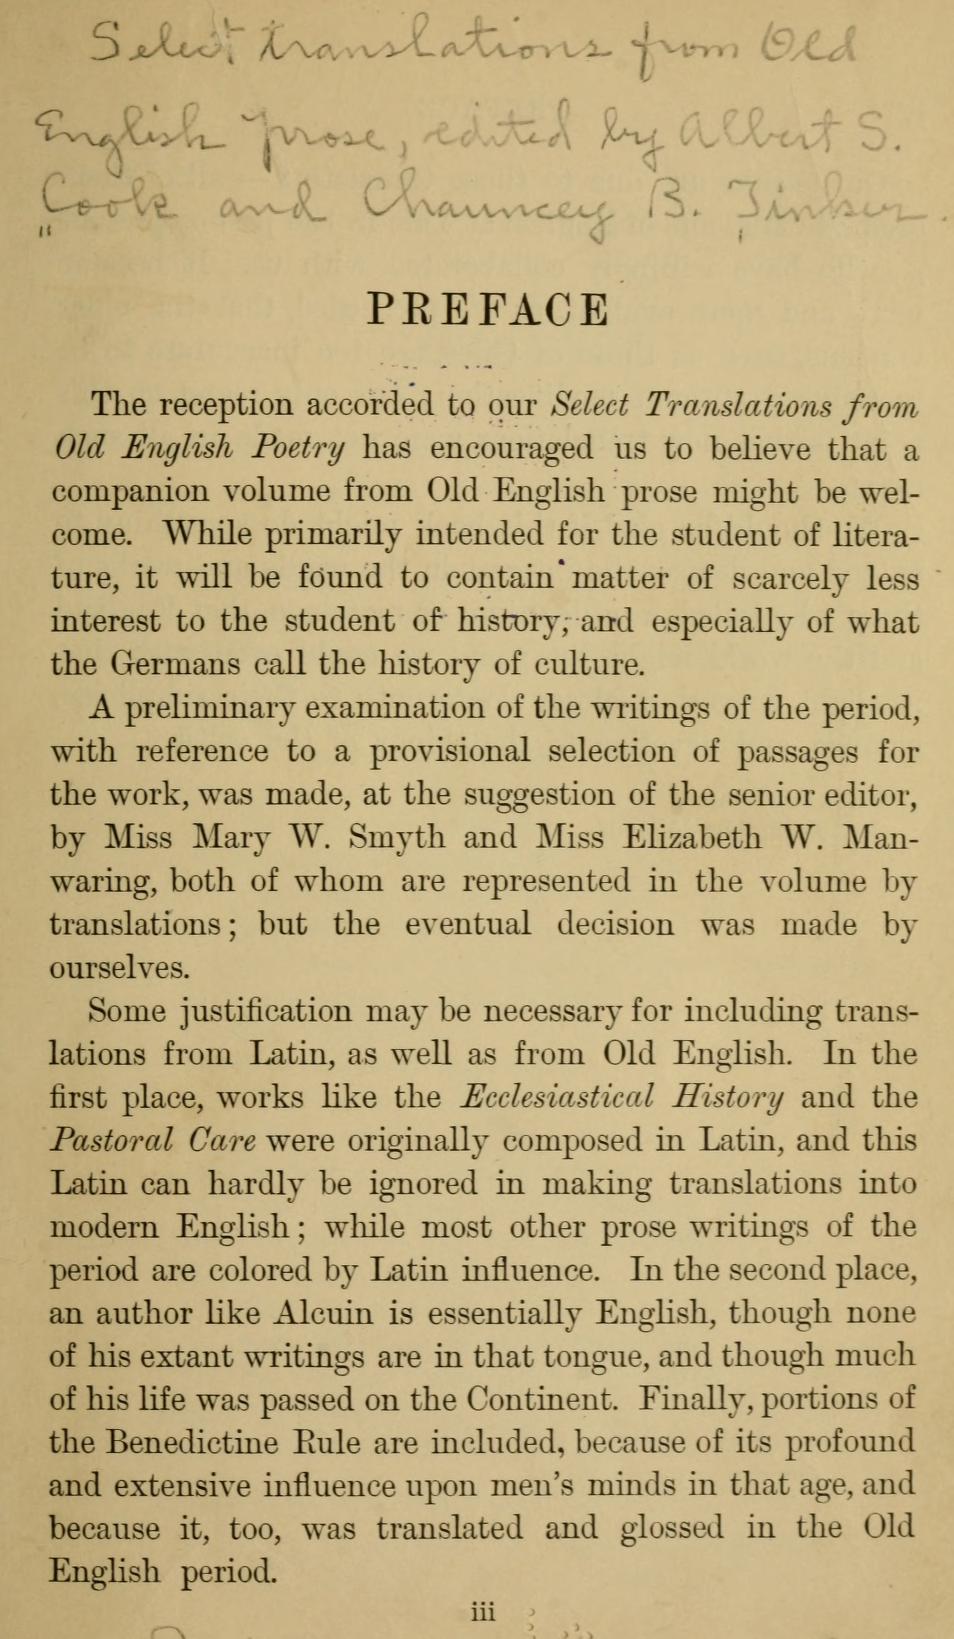 Select translations from Old
English prose, edited by Albert S.
Cook and Chauncey B. Tinker.
PREFACE
The reception accorded to our Select Translations from
Old English Poetry has encouraged us to believe that a
companion volume from Old English prose might be wel-
come. While primarily intended for the student of litera-
ture, it will be found to contain matter of scarcely less
interest to the student of history, and especially of what
the Germans call the history of culture.
A preliminary examination of the writings of the period,
with reference to a provisional selection of passages for
the work, was made, at the suggestion of the senior editor,
by Miss Mary W. Smyth and Miss Elizabeth W. Man-
waring, both of whom are represented in the volume by
translations; but the eventual decision was made by
ourselves.
Some justification may be necessary for including trans-
lations from Latin, as well as from Old English. In the
first place, works like the Ecclesiastical History and the
Pastoral Care were originally composed in Latin, and this
Latin can hardly be ignored in making translations into
modern English; while most other prose writings of the
period are colored by Latin influence. In the second place,
an author like Alcuin is essentially English, though none
of his extant writings are in that tongue, and though much
of his life was passed on the Continent. Finally, portions of
the Benedictine Rule are included, because of its profound
and extensive influence upon men's minds in that age, and
because it, too, was translated and glossed in the Old
English period.
iii